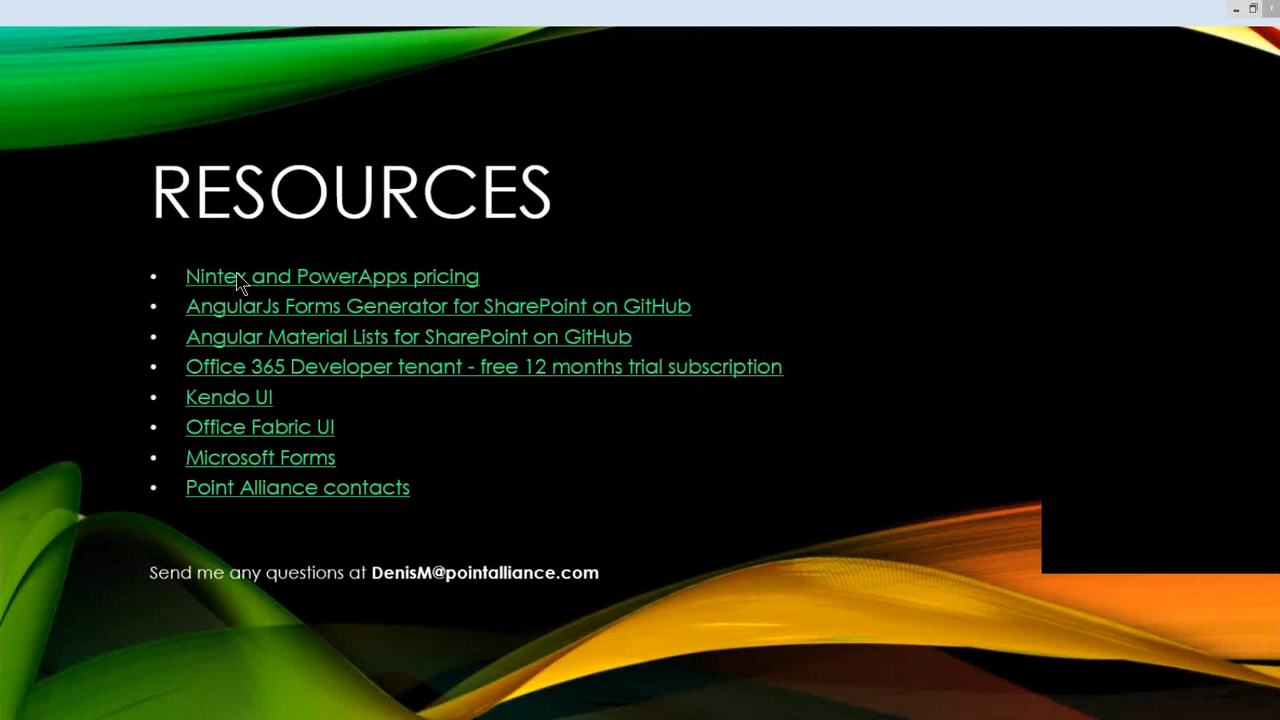 RESOURCES
• Nintex and PowerApps pricing
• AngularJs Forms Generator for SharePoint on GitHub
• Angular Material Lists for SharePoint on GitHub
• Office 365 Developer tenant - free 12 months trial subscription
• Kendo UI
• Office Fabric UI
• Microsoft Forms
• Point Alliance contacts
Send me any questions at DenisM@pointalliance.com